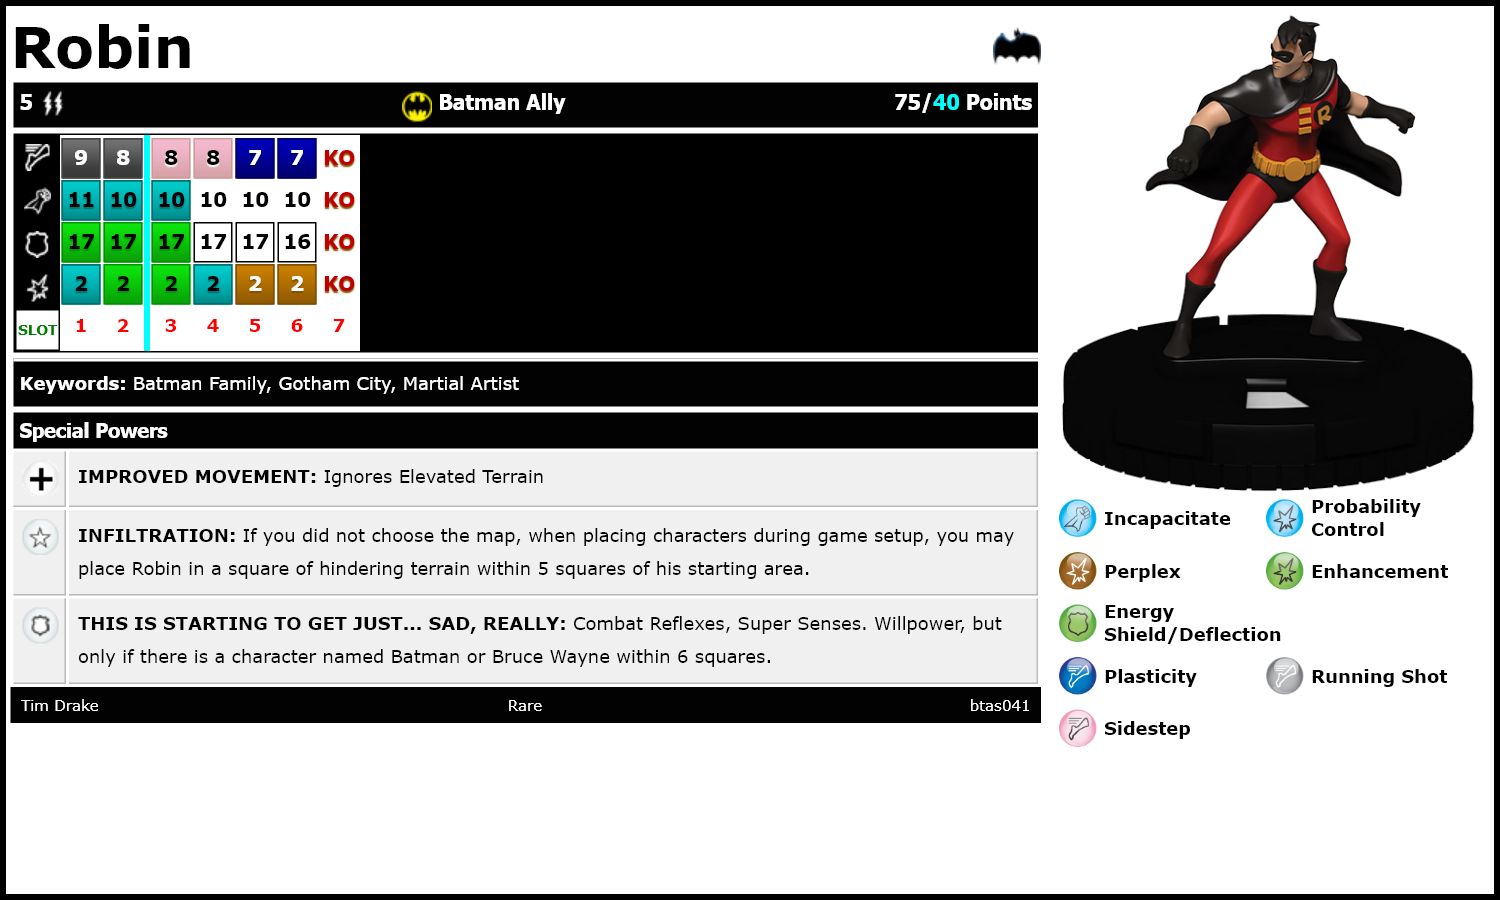 Robin
5 Batman Ally 75/40 Points
9 8 8 8 7 7 KO
11 10 10 10 10 10 KO
17 17 17 17 17 16 KO
2 2 2 2 2 2 KO
SLOT 1 2 3 4 5 6 7
Keywords: Batman Family, Gotham City, Martial Artist
Special Powers
IMPROVED MOVEMENT: Ignores Elevated Terrain
INFILTRATION: If you did not choose the map, when placing characters during game setup, you may
place Robin in a square of hindering terrain within 5 squares of his starting area.
THIS IS STARTING TO GET JUST... SAD, REALLY: Combat Reflexes, Super Senses. Willpower, but
only if there is a character named Batman or Bruce Wayne within 6 squares.
Tim Drake Rare btas041
R
Incapacitate
Probability
Control
Perplex
Enhancement
Energy
Shield/Deflection
Plasticity
Running Shot
Sidestep